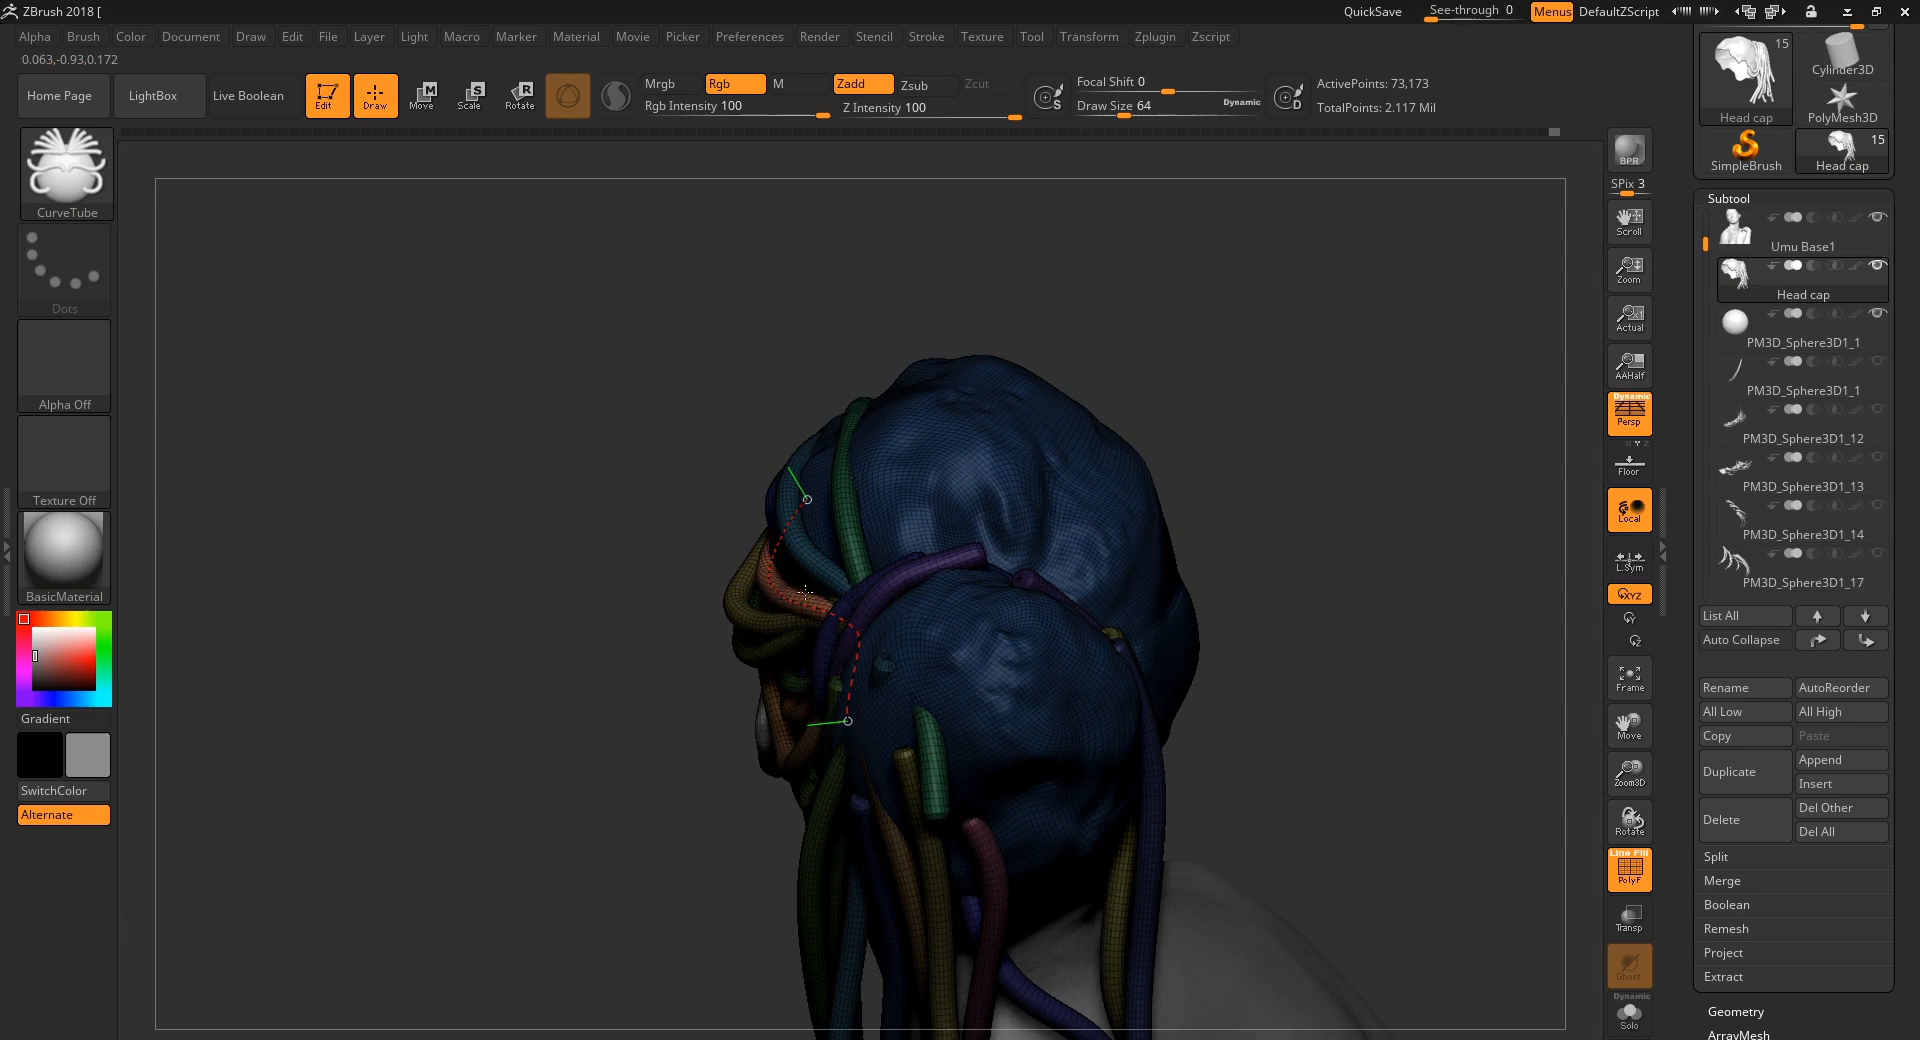 ZBrush 2018 [
QuickSave
See-through 0
Menus
DefaultZScript
Alpha Brush Color Document Draw Edit File Layer Light Macro Marker Material Movie Picker Preferences Render Stencil Stroke Texture Tool Transform Zplugin Zscript
0.063,-0.93,0.172
Home Page
LightBox
Live Boolean
Edit
Draw
Move
Scale
Rotate
Mrgb
Rgb
M
Rgb Intensity 100
Zadd
Zsub
Zcut
Z Intensity 100
S
Focal Shift 0
Draw Size 64
Dynamic
D
ActivePoints: 73,173
TotalPoints: 2.117 Mil
CurveTube
Dots
Alpha Off
Texture Off
BasicMaterial
Gradient
SwitchColor
Alternate
BPR
SPix 3
Scroll
Zoom
Actual
AAHalf
Dynamic
Persp
Floor
Local
L.Sym
XYZ
Y
Z
Frame
Move
Zoom3D
Rotate
Line Fill
PolyF
Transp
Ghost
Dynamic
Solo
15
Head cap
Cylinder3D
PolyMesh3D
SimpleBrush
15
Head cap
Subtool
Umu Base1
Head cap
PM3D_Sphere3D1_1
PM3D_Sphere3D1_1
PM3D_Sphere3D1_12
PM3D_Sphere3D1_13
PM3D_Sphere3D1_14
PM3D_Sphere3D1_17
List All
Auto Collapse
Rename
AutoReorder
All Low
All High
Copy
Paste
Duplicate
Append
Insert
Delete
Del Other
Del All
Split
Merge
Boolean
Remesh
Project
Extract
Geometry
ArrayMesh